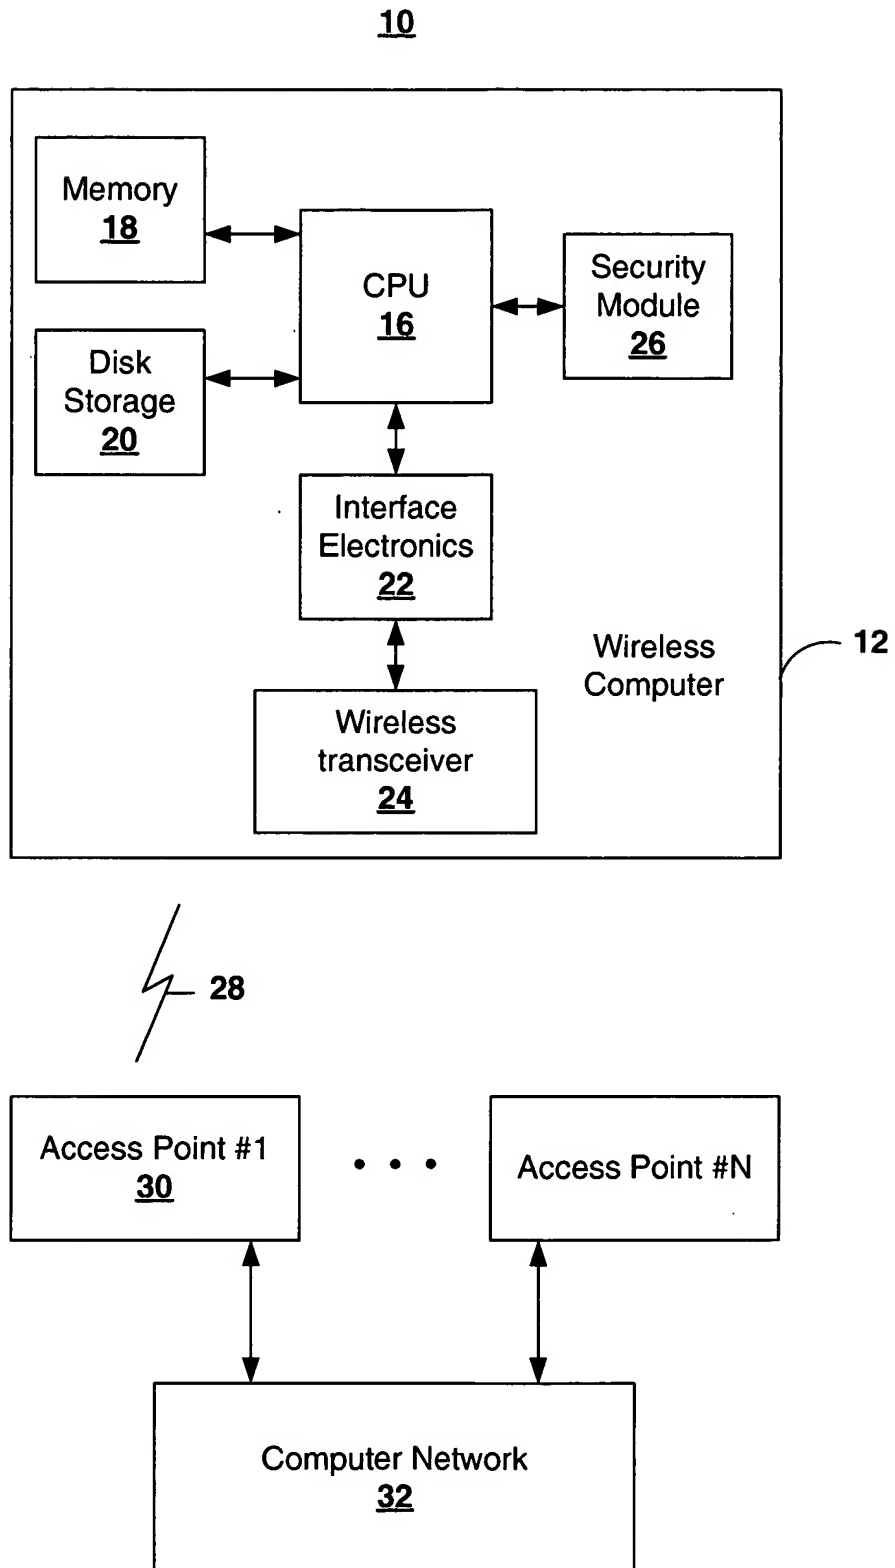 10
Memory
18
CPU
16
Security
Module
26
Disk
Storage
20
Interface
Electronics
22
Wireless
Computer
12
Wireless
transceiver
24
28
Access Point #1
30
Access Point #N
Computer Network
32